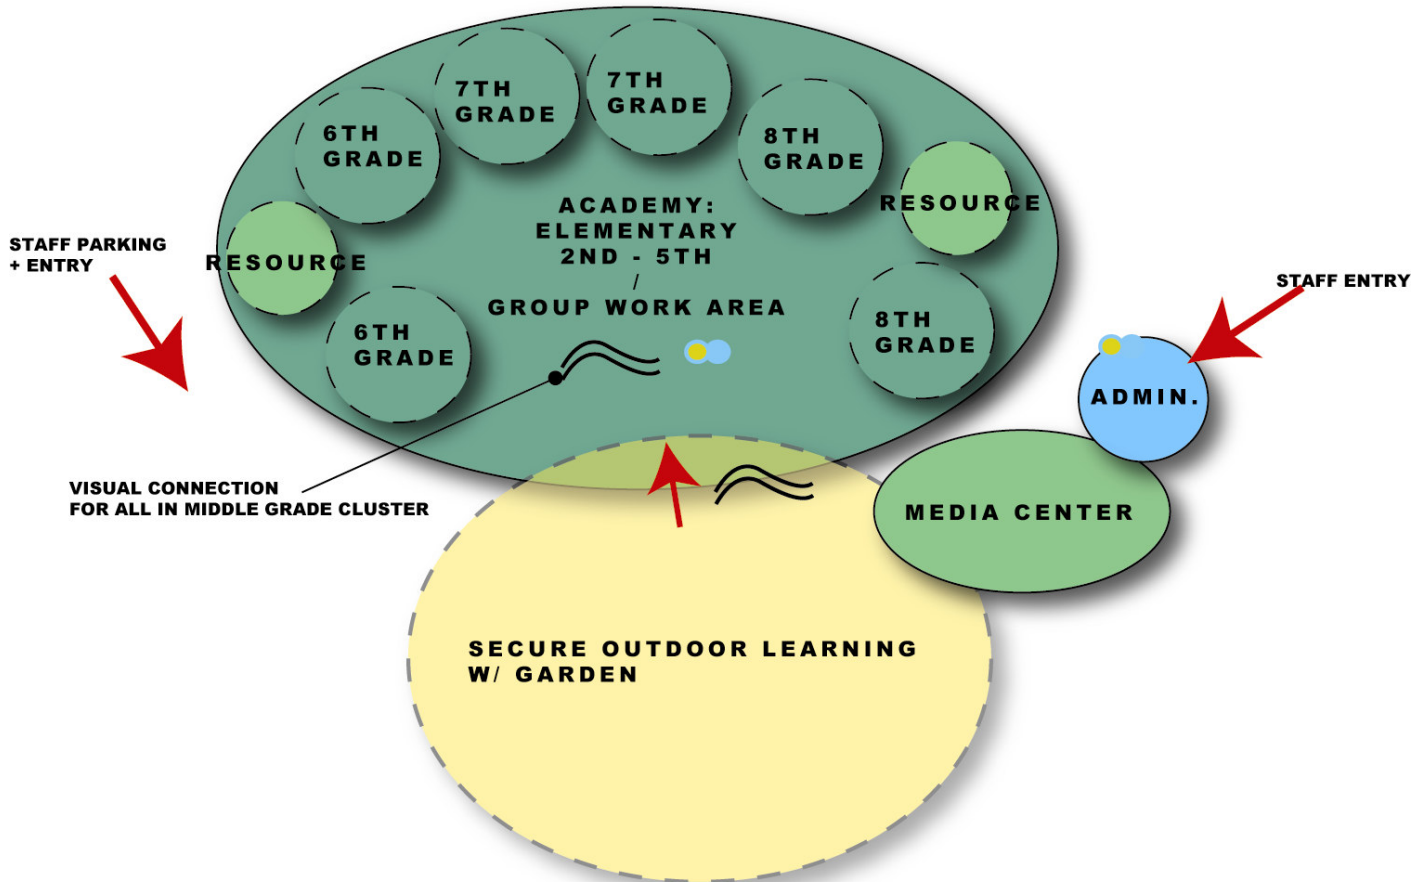 7TH
GRADE
7TH
GRADE
6TH
GRADE
8TH
GRADE
RESOURCE
ACADEMY:
ELEMENTARY
2ND - 5TH
/
GROUP WORK AREA
STAFF PARKING
+ ENTRY
RESOURCE
STAFF ENTRY
6TH
GRADE
8TH
GRADE
ADMIN.
VISUAL CONNECTION
FOR ALL IN MIDDLE GRADE CLUSTER
MEDIA CENTER
SECURE OUTDOOR LEARNING
W/ GARDEN